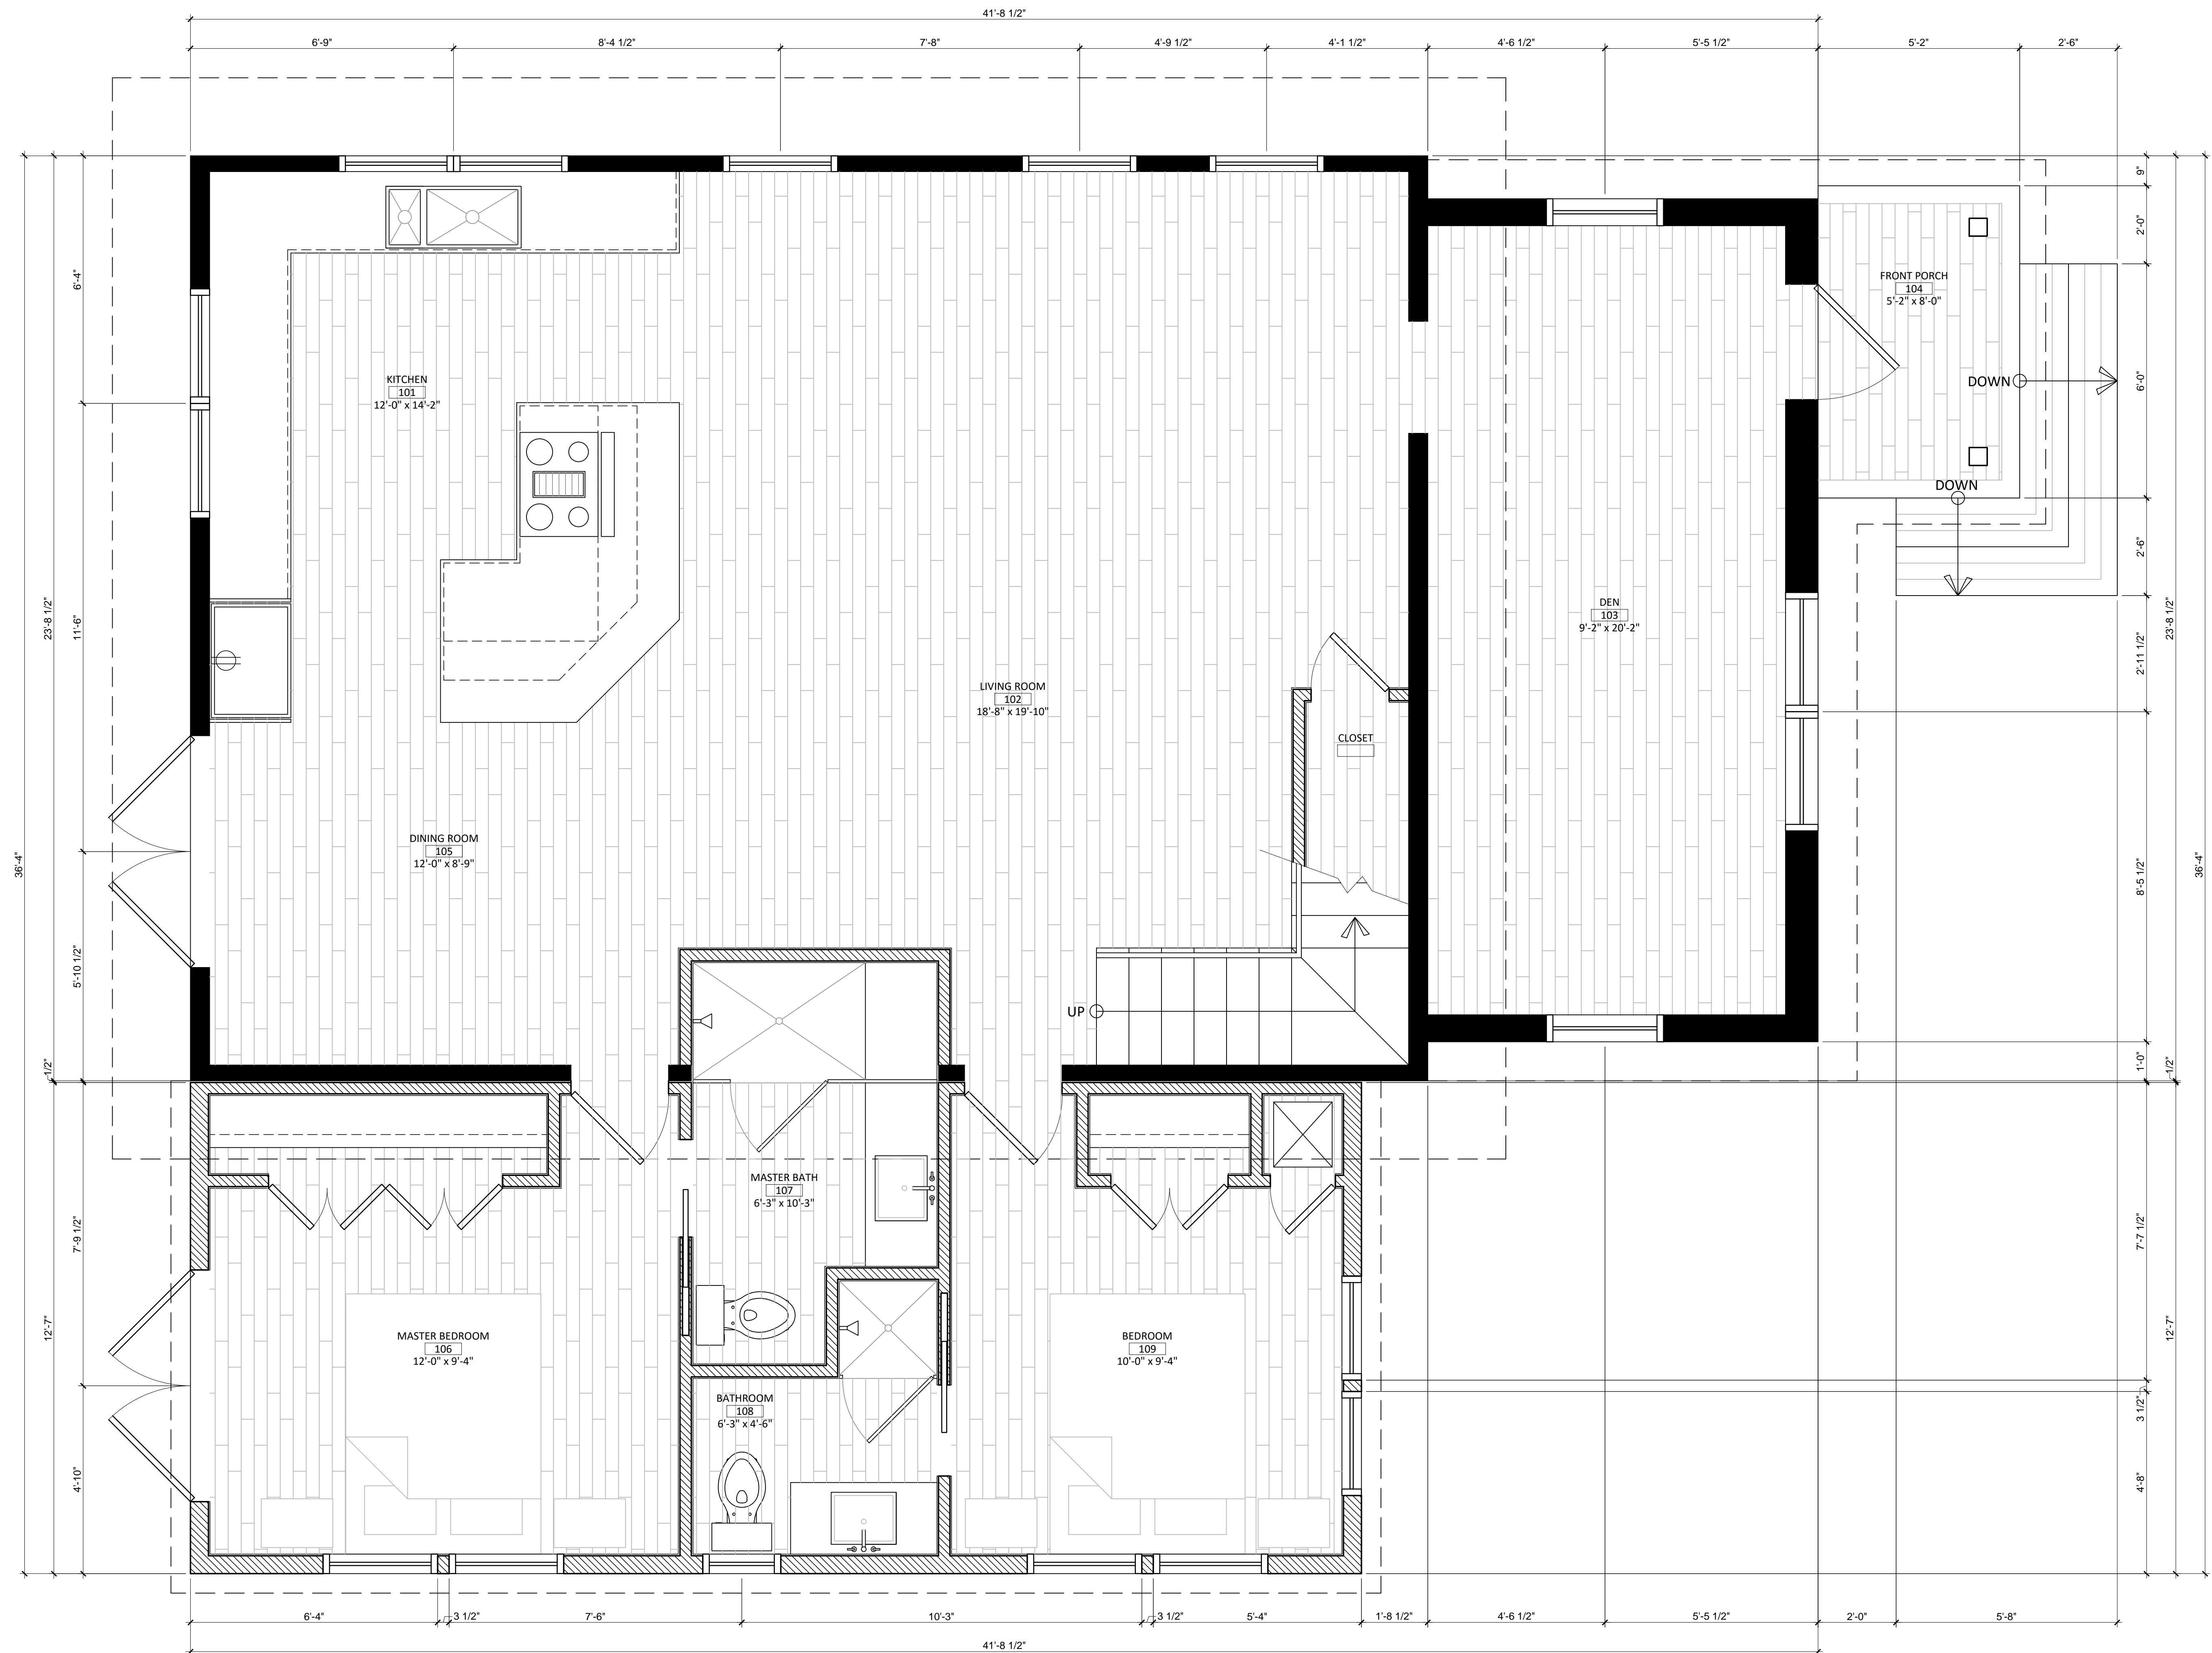 41'-8 1/2"
6'-9"
8'-4 1/2"
7'-8"
4'-9 1/2"
4'-1 1/2"
4'-6 1/2"
5'-5 1/2"
5'-2"
2'-6"
36'-4"
23'-8 1/2"
1/2"
12'-7"
6'-4"
11'-6"
5'-10 1/2"
7'-9 1/2"
4'-10"
KITCHEN
101
12'-0" x 14'-2"
LIVING ROOM
102
18'-8" x 19'-10"
DEN
103
9'-2" x 20'-2"
FRONT PORCH
104
5'-2" x 8'-0"
DOWN
DOWN
CLOSET
DINING ROOM
105
12'-0" x 8'-9"
UP
MASTER BATH
107
6'-3" x 10'-3"
MASTER BEDROOM
106
12'-0" x 9'-4"
BATHROOM
108
6'-3" x 4'-6"
BEDROOM
109
10'-0" x 9'-4"
9"
2'-0"
6'-0"
2'-6"
2'-11 1/2"
8'-5 1/2"
1'-0"
7'-7 1/2"
3 1/2"
4'-8"
23'-8 1/2"
1/2"
12'-7"
36'-4"
6'-4"
3 1/2"
7'-6"
10'-3"
3 1/2"
5'-4"
1'-8 1/2"
4'-6 1/2"
5'-5 1/2"
2'-0"
5'-8"
41'-8 1/2"